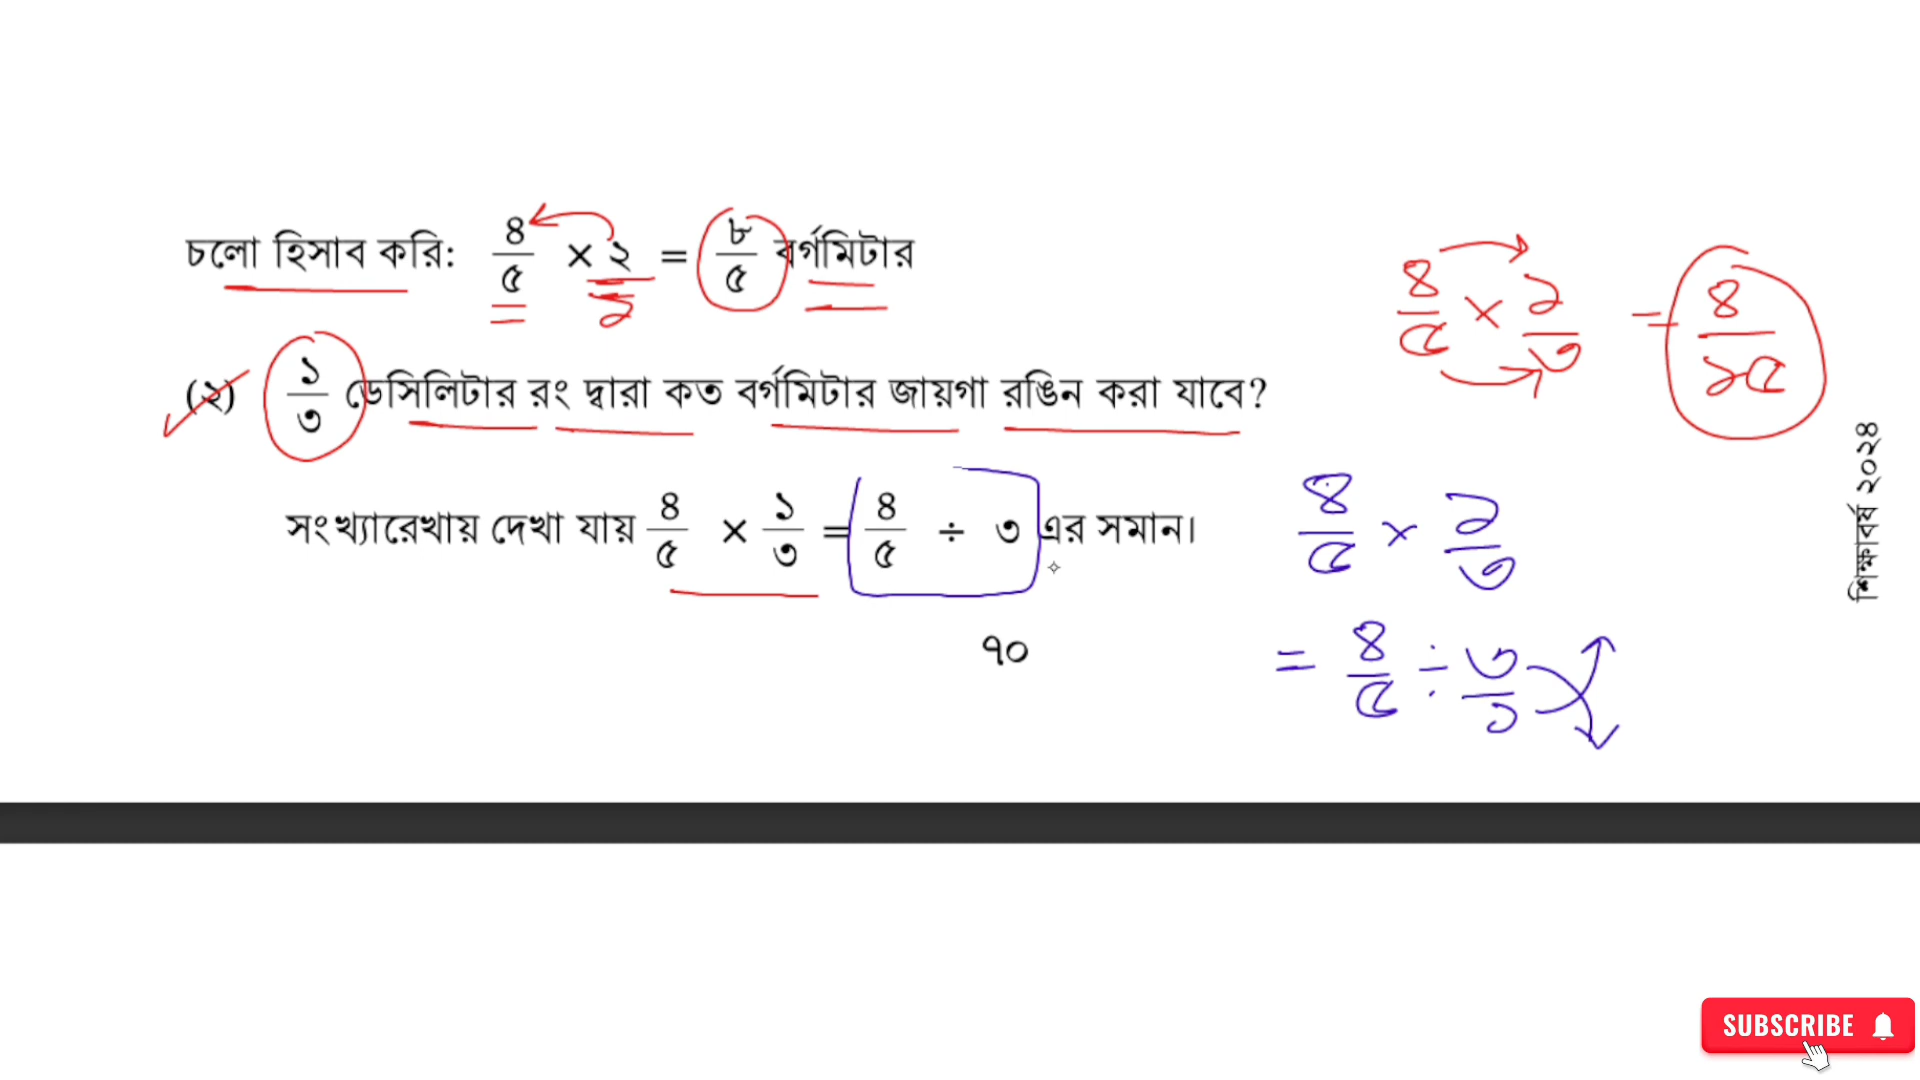 চলো হিসাব করি: ৪/৫ × ২ = ৮/৫ বর্গমিটার
১
৪/৫ × ১/৩ = ৪/১৫
(২) ১/৩ ডেসিলিটার রং দ্বারা কত বর্গমিটার জায়গা রঙিন করা যাবে?
সংখ্যারেখায় দেখা যায় ৪/৫ × ১/৩ = ৪/৫ ÷ ৩ এর সমান।
৪/৫ × ১/৩
= ৪/৫ ÷ ৩/১
৭০
শিক্ষাবর্ষ ২০২৪
SUBSCRIBE